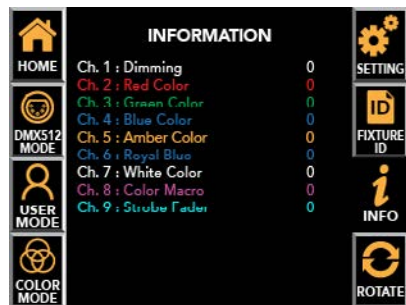 INFORMATION
HOME
DMX512
MODE
USER
MODE
COLOR
MODE
Ch. 1 : Dimming 0
Ch. 2 : Red Color 0
Ch. 3 : Green Color 0
Ch. 4 : Blue Color 0
Ch. 5 : Amber Color 0
Ch. 6 : Royal Blue 0
Ch. 7 : White Color 0
Ch. 8 : Color Macro 0
Ch. 9 : Strobe Fader 0
SETTING
ID
FIXTURE
ID
i
INFO
ROTATE